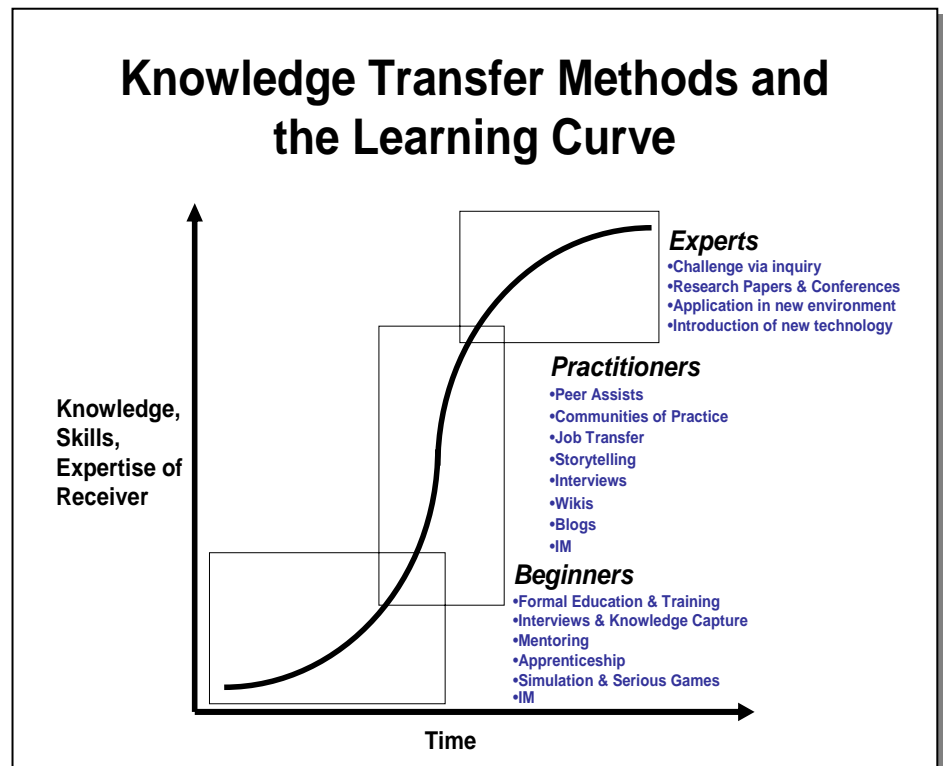 Knowledge Transfer Methods and
the Learning Curve
Experts
•Challenge via inquiry
•Research Papers & Conferences
•Application in new environment
•Introduction of new technology
Practitioners
•Peer Assists
•Communities of Practice
•Job Transfer
•Storytelling
•Interviews
•Wikis
•Blogs
•IM
Knowledge,
Skills,
Expertise of
Receiver
Beginners
•Formal Education & Training
•Interviews & Knowledge Capture
•Mentoring
•Apprenticeship
•Simulation & Serious Games
•IM
Time